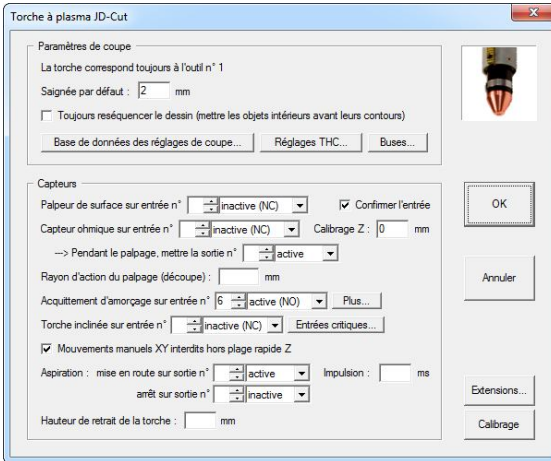 Torche à plasma JD-Cut
Paramètres de coupe
La torche correspond toujours à l'outil n° 1
Saignée par défaut : 2 mm
Toujours reséquencer le dessin (mettre les objets intérieurs avant leurs contours)
Base de données des réglages de coupe... Réglages THC... Buses...
Capteurs
Palpeur de surface sur entrée n° inactive (NC) Confirmer l'entrée
Capteur ohmique sur entrée n° inactive (NC) Calibrage Z : 0 mm
---> Pendant le palpage, mettre la sortie n° active
Rayon d'action du palpage (découpe) : mm
Acquittement d'amorçage sur entrée n° 6 active (NO) Plus...
Torche inclinée sur entrée n° inactive (NC) Entrées critiques...
Mouvements manuels XY interdits hors plage rapide Z
Aspiration : mise en route sur sortie n° active Impulsion : ms
arrêt sur sortie n° inactive
Hauteur de retrait de la torche : mm
OK
Annuler
Extensions...
Calibrage